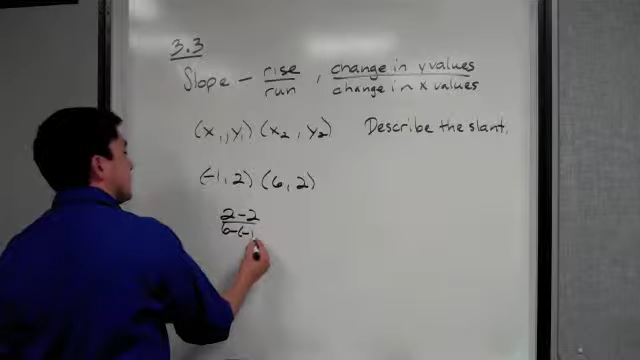 3.3
Slope - rise/run , change in y values/change in x values
(x₁,y₁) (x₂, y₂) Describe the slant,
(-1, 2) (6, 2)
2-2
6-(-1